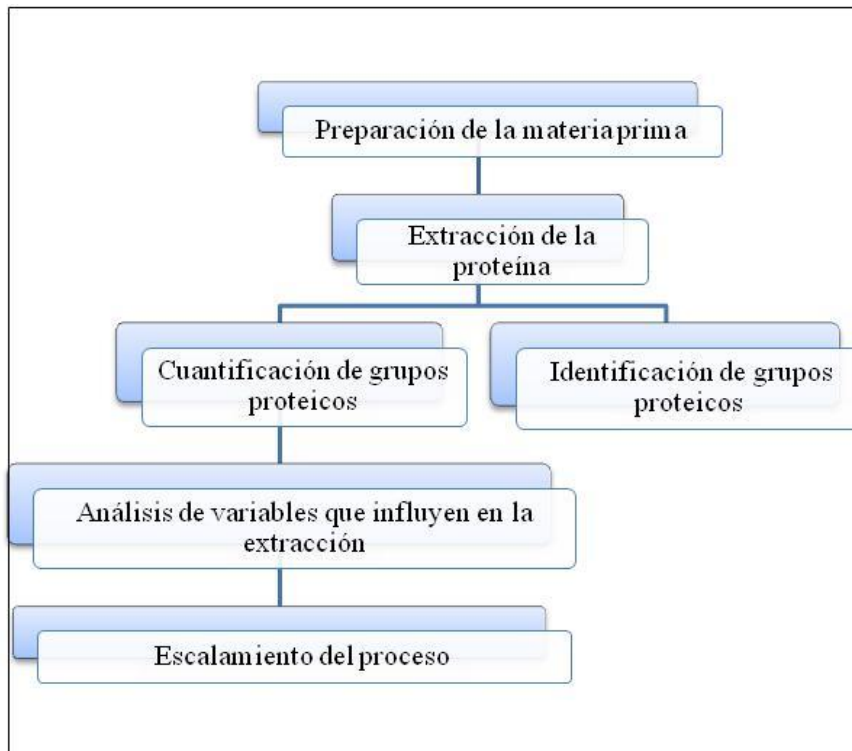 Preparación de la materia prima
Extracción de la
proteína
Cuantificación de grupos
proteicos
Identificación de grupos
proteicos
Análisis de variables que influyen en la
extracción
Escalamiento del proceso